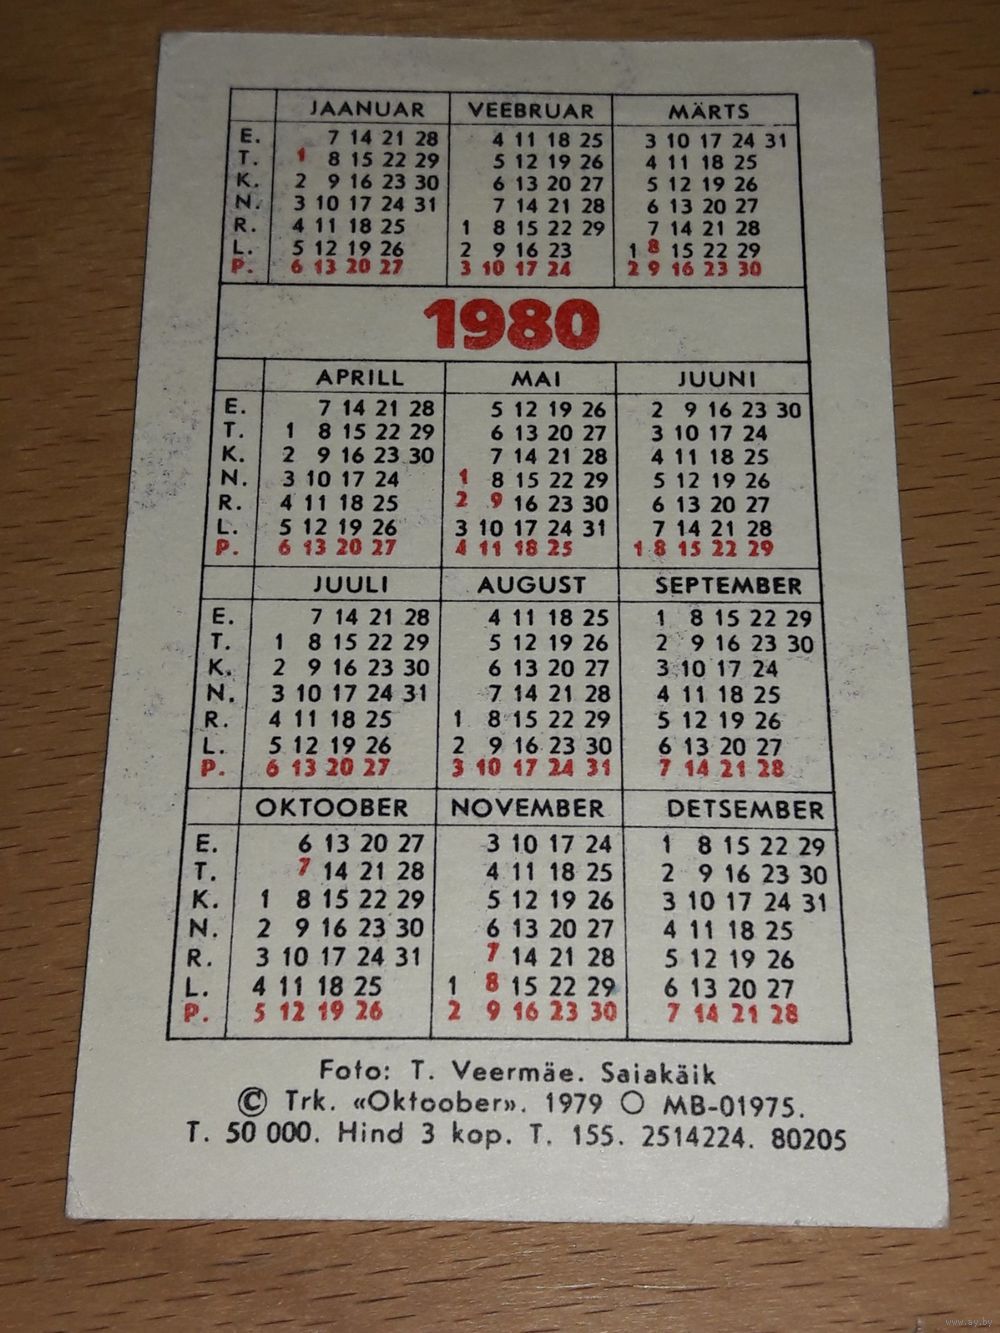 JAANUAR VEEBRUAR MÄRTS
E. 7 14 21 28 4 11 18 25 3 10 17 24 31
T. 1 8 15 22 29 5 12 19 26 4 11 18 25
K. 2 9 16 23 30 6 13 20 27 5 12 19 26
N. 3 10 17 24 31 7 14 21 28 6 13 20 27
R. 4 11 18 25 1 8 15 22 29 7 14 21 28
L. 5 12 19 26 2 9 16 23 1 8 15 22 29
P. 6 13 20 27 3 10 17 24 2 9 16 23 30
1980
APRILL MAI JUUNI
E. 7 14 21 28 5 12 19 26 2 9 16 23 30
T. 1 8 15 22 29 6 13 20 27 3 10 17 24
K. 2 9 16 23 30 7 14 21 28 4 11 18 25
N. 3 10 17 24 1 8 15 22 29 5 12 19 26
R. 4 11 18 25 2 9 16 23 30 6 13 20 27
L. 5 12 19 26 3 10 17 24 31 7 14 21 28
P. 6 13 20 27 4 11 18 25 1 8 15 22 29
JUULI AUGUST SEPTEMBER
E. 7 14 21 28 4 11 18 25 1 8 15 22 29
T. 1 8 15 22 29 5 12 19 26 2 9 16 23 30
K. 2 9 16 23 30 6 13 20 27 3 10 17 24
N. 3 10 17 24 31 7 14 21 28 4 11 18 25
R. 4 11 18 25 1 8 15 22 29 5 12 19 26
L. 5 12 19 26 2 9 16 23 30 6 13 20 27
P. 6 13 20 27 3 10 17 24 31 7 14 21 28
OKTOOBER NOVEMBER DETSEMBER
E. 6 13 20 27 3 10 17 24 1 8 15 22 29
T. 7 14 21 28 4 11 18 25 2 9 16 23 30
K. 1 8 15 22 29 5 12 19 26 3 10 17 24 31
N. 2 9 16 23 30 6 13 20 27 4 11 18 25
R. 3 10 17 24 31 7 14 21 28 5 12 19 26
L. 4 11 18 25 1 8 15 22 29 6 13 20 27
P. 5 12 19 26 2 9 16 23 30 7 14 21 28
Foto: T. Veermäe. Saiakäik
© Trk. «Oktoober». 1979 O MB-01975.
T. 50 000. Hind 3 kop. T. 155. 2514224. 80205
www.ay.by